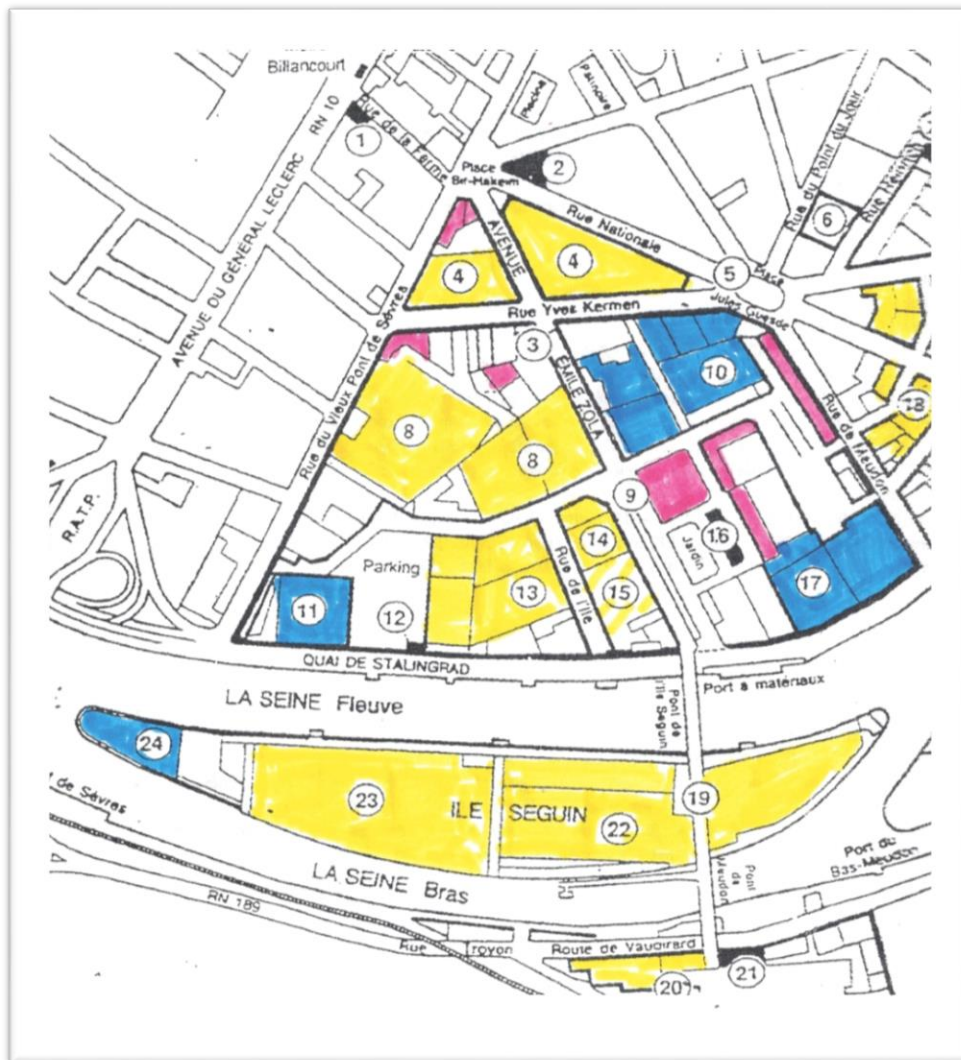 Billancourt
RN 10
Rue de la Ferme
1
AVENUE DU GÉNÉRAL LECLERC
Piscine
Patinoire
Place
Bir-Hakeim
2
Rue du Point du Jour
6
Rue Nationale
AVENUE
4
4
5
Place
Jules Guesde
Rue Yves Kermen
3
EMILE ZOLA
10
Rue du Vieux Pont de Sèvres
8
8
18
Rue de Meudon
9
16
Jardin
R.A.T.P.
Parking
14
13
15
Rue de l'Ile
17
11
12
QUAI DE STALINGRAD
Port à matériaux
LA SEINE Fleuve
Pont de
l'Ile Seguin
24
23
ILE SEGUIN
22
19
de Sèvres
LA SEINE Bras
Port du
Bas-Meudon
Pont
de
Meudon
RN 189
Rue
royon
Route de Vaugirard
21
20